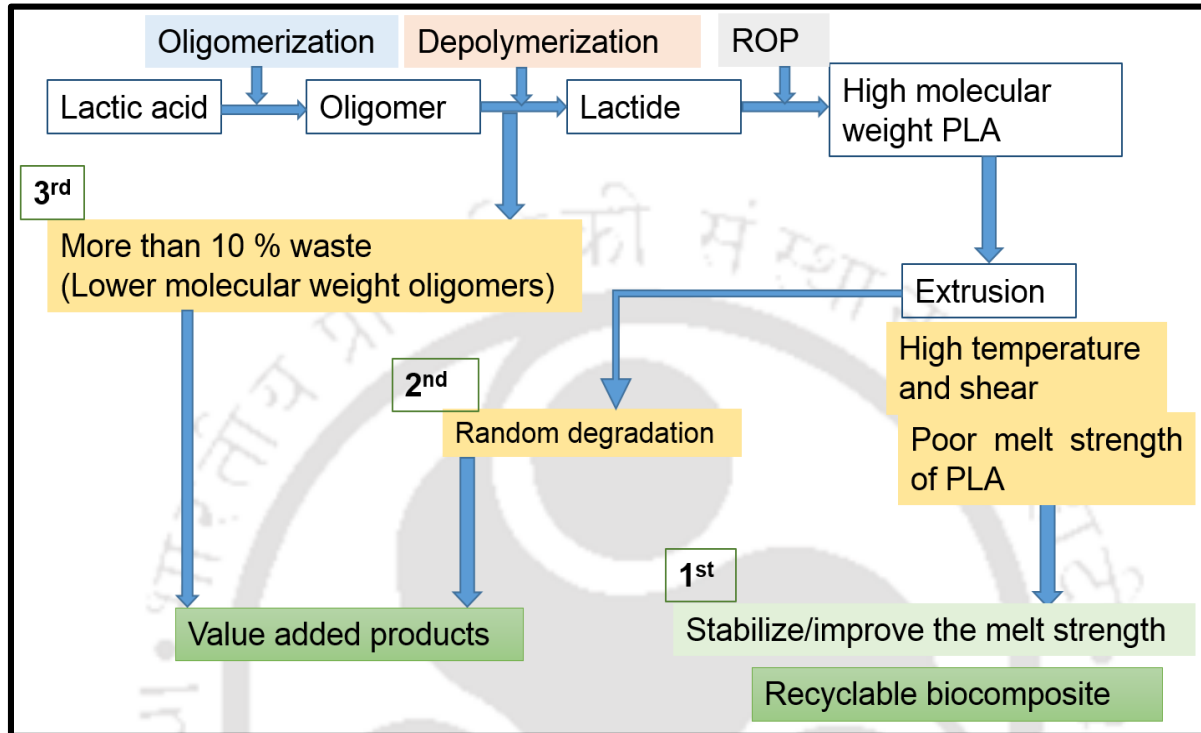 Oligomerization
Depolymerization
ROP
Lactic acid
Oligomer
Lactide
High molecular
weight PLA
3rd
More than 10 % waste
(Lower molecular weight oligomers)
Extrusion
High temperature
and shear
2nd
Random degradation
Poor melt strength
of PLA
1st
Value added products
Stabilize/improve the melt strength
Recyclable biocomposite